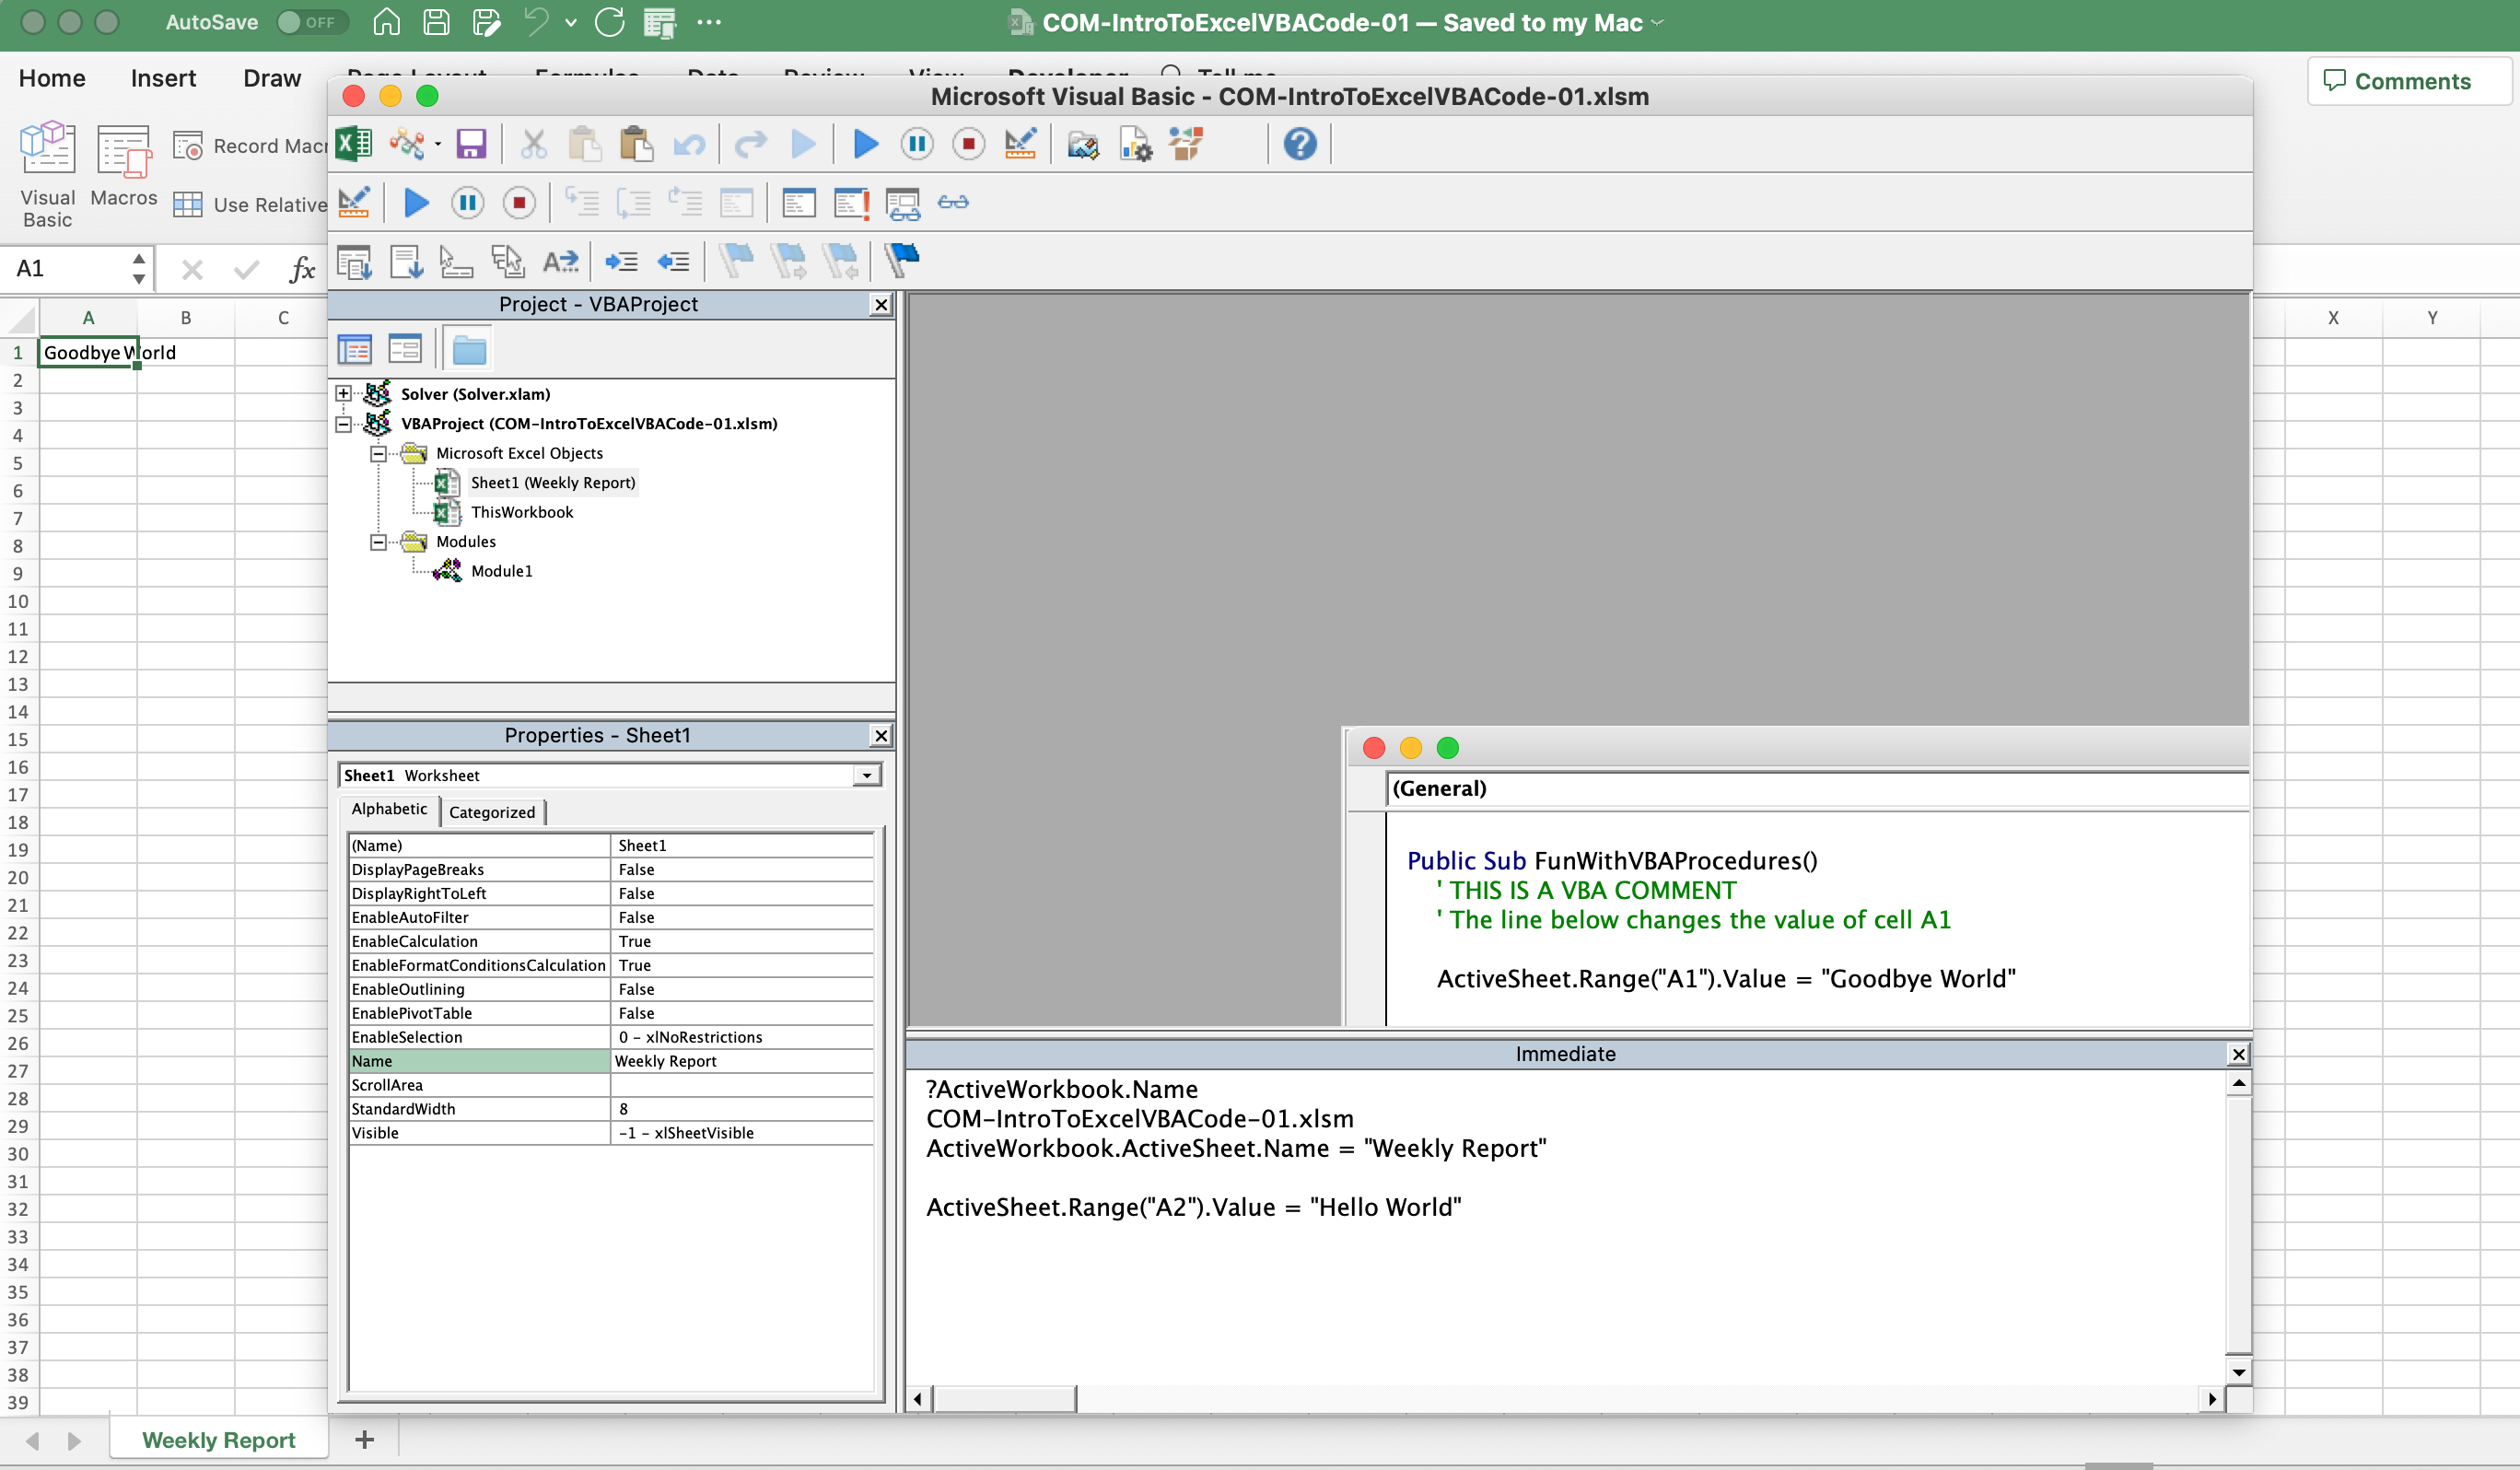 AutoSave OFF
COM-IntroToExcelVBACode-01 — Saved to my Mac
Home Insert Draw Developer Tell me
Comments
Visual Basic
Macros
Record Macr
Use Relative
Microsoft Visual Basic - COM-IntroToExcelVBACode-01.xlsm
A1
fx
A B C X Y
1 Goodbye World
2
3
4
5
6
7
8
9
10
11
12
13
14
15
16
17
18
19
20
21
22
23
24
25
26
27
28
29
30
31
32
33
34
35
36
37
38
39
Project - VBAProject
Solver (Solver.xlam)
VBAProject (COM-IntroToExcelVBACode-01.xlsm)
Microsoft Excel Objects
Sheet1 (Weekly Report)
ThisWorkbook
Modules
Module1
Properties - Sheet1
Sheet1 Worksheet
Alphabetic Categorized
(Name) Sheet1
DisplayPageBreaks False
DisplayRightToLeft False
EnableAutoFilter False
EnableCalculation True
EnableFormatConditionsCalculation True
EnableOutlining False
EnablePivotTable False
EnableSelection 0 - xlNoRestrictions
Name Weekly Report
ScrollArea
StandardWidth 8
Visible -1 - xlSheetVisible
(General)
Public Sub FunWithVBAProcedures()
' THIS IS A VBA COMMENT
' The line below changes the value of cell A1
ActiveSheet.Range("A1").Value = "Goodbye World"
Immediate
?ActiveWorkbook.Name
COM-IntroToExcelVBACode-01.xlsm
ActiveWorkbook.ActiveSheet.Name = "Weekly Report"
ActiveSheet.Range("A2").Value = "Hello World"
Weekly Report